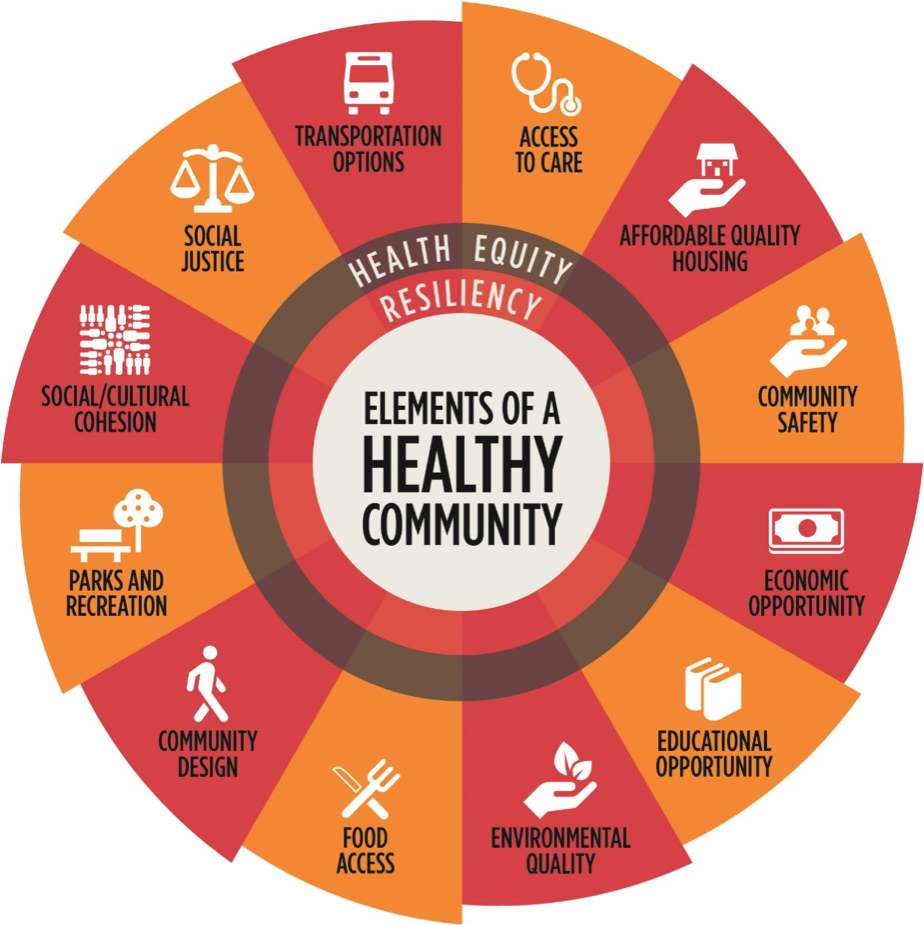 ELEMENTS OF A
HEALTHY
COMMUNITY
HEALTH EQUITY
RESILIENCY
ACCESS
TO CARE
AFFORDABLE QUALITY
HOUSING
COMMUNITY
SAFETY
ECONOMIC
OPPORTUNITY
EDUCATIONAL
OPPORTUNITY
ENVIRONMENTAL
QUALITY
FOOD
ACCESS
COMMUNITY
DESIGN
PARKS AND
RECREATION
SOCIAL/CULTURAL
COHESION
SOCIAL
JUSTICE
TRANSPORTATION
OPTIONS